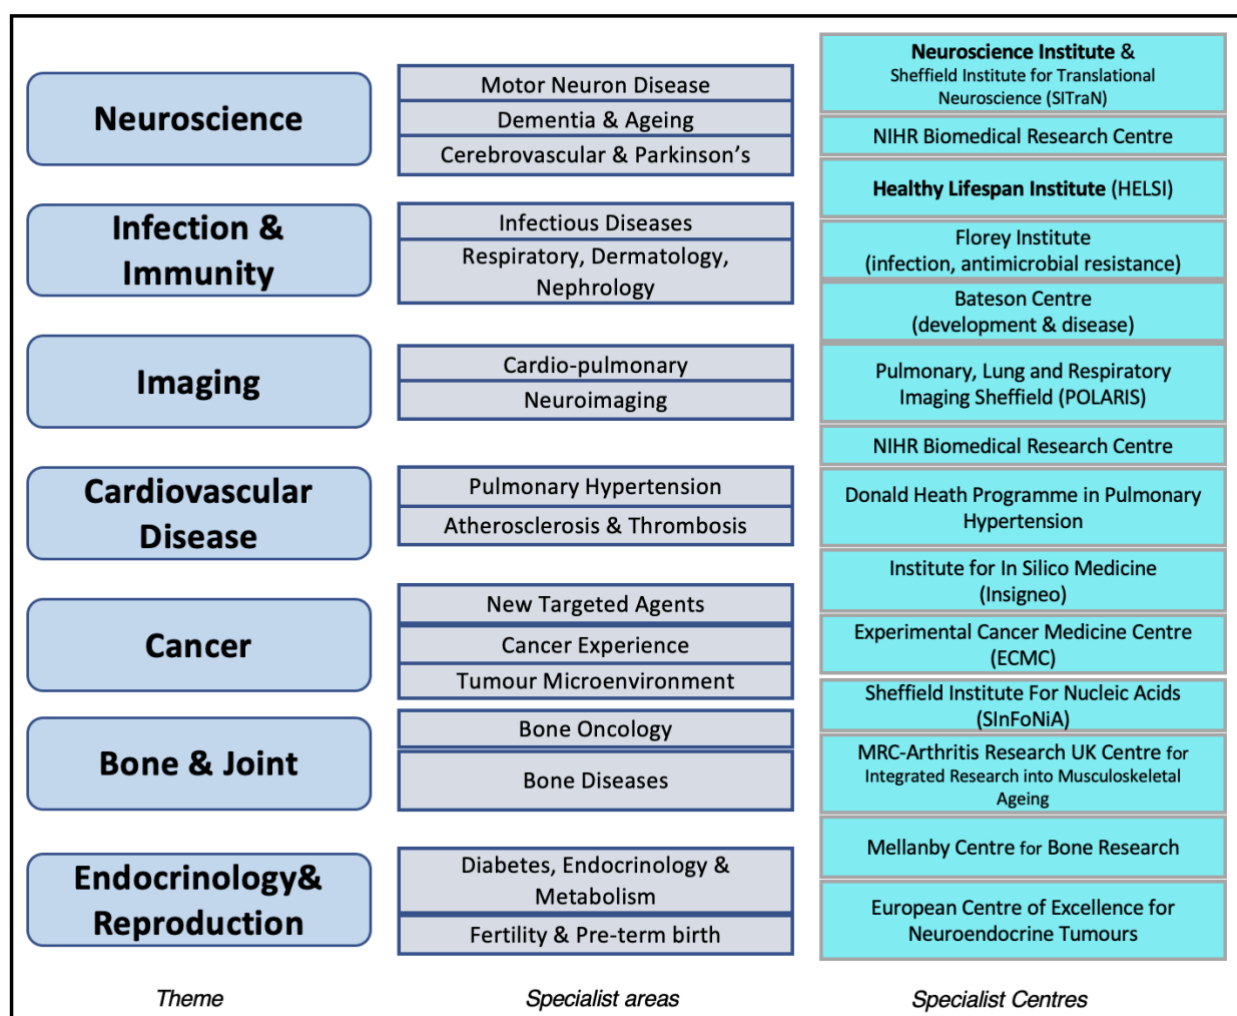 Neuroscience
Motor Neuron Disease
Dementia & Ageing
Cerebrovascular & Parkinson's
Infection &
Immunity
Infectious Diseases
Respiratory, Dermatology,
Nephrology
Imaging
Cardio-pulmonary
Neuroimaging
Cardiovascular
Disease
Pulmonary Hypertension
Atherosclerosis & Thrombosis
Cancer
New Targeted Agents
Cancer Experience
Tumour Microenvironment
Bone & Joint
Bone Oncology
Bone Diseases
Endocrinology&
Reproduction
Diabetes, Endocrinology &
Metabolism
Fertility & Pre-term birth
Neuroscience Institute &
Sheffield Institute for Translational
Neuroscience (SITraN)
NIHR Biomedical Research Centre
Healthy Lifespan Institute (HELSI)
Florey Institute
(infection, antimicrobial resistance)
Bateson Centre
(development & disease)
Pulmonary, Lung and Respiratory
Imaging Sheffield (POLARIS)
NIHR Biomedical Research Centre
Donald Heath Programme in Pulmonary
Hypertension
Institute for In Silico Medicine
(Insigneo)
Experimental Cancer Medicine Centre
(ECMC)
Sheffield Institute For Nucleic Acids
(SInFoNiA)
MRC-Arthritis Research UK Centre for
Integrated Research into Musculoskeletal
Ageing
Mellanby Centre for Bone Research
European Centre of Excellence for
Neuroendocrine Tumours
Theme
Specialist areas
Specialist Centres